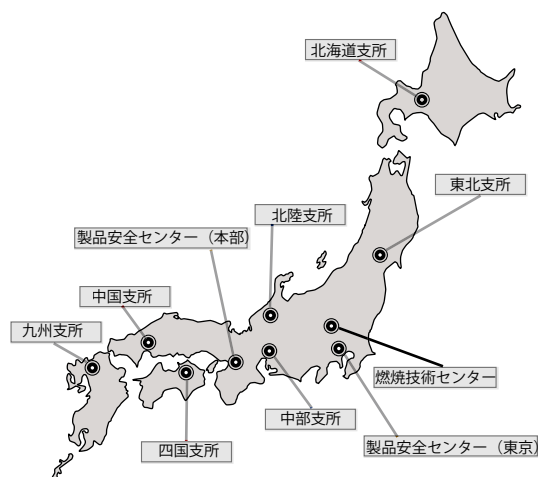 北海道支所
東北支所
北陸支所
製品安全センター（本部）
中国支所
九州支所
燃焼技術センター
中部支所
製品安全センター（東京）
四国支所